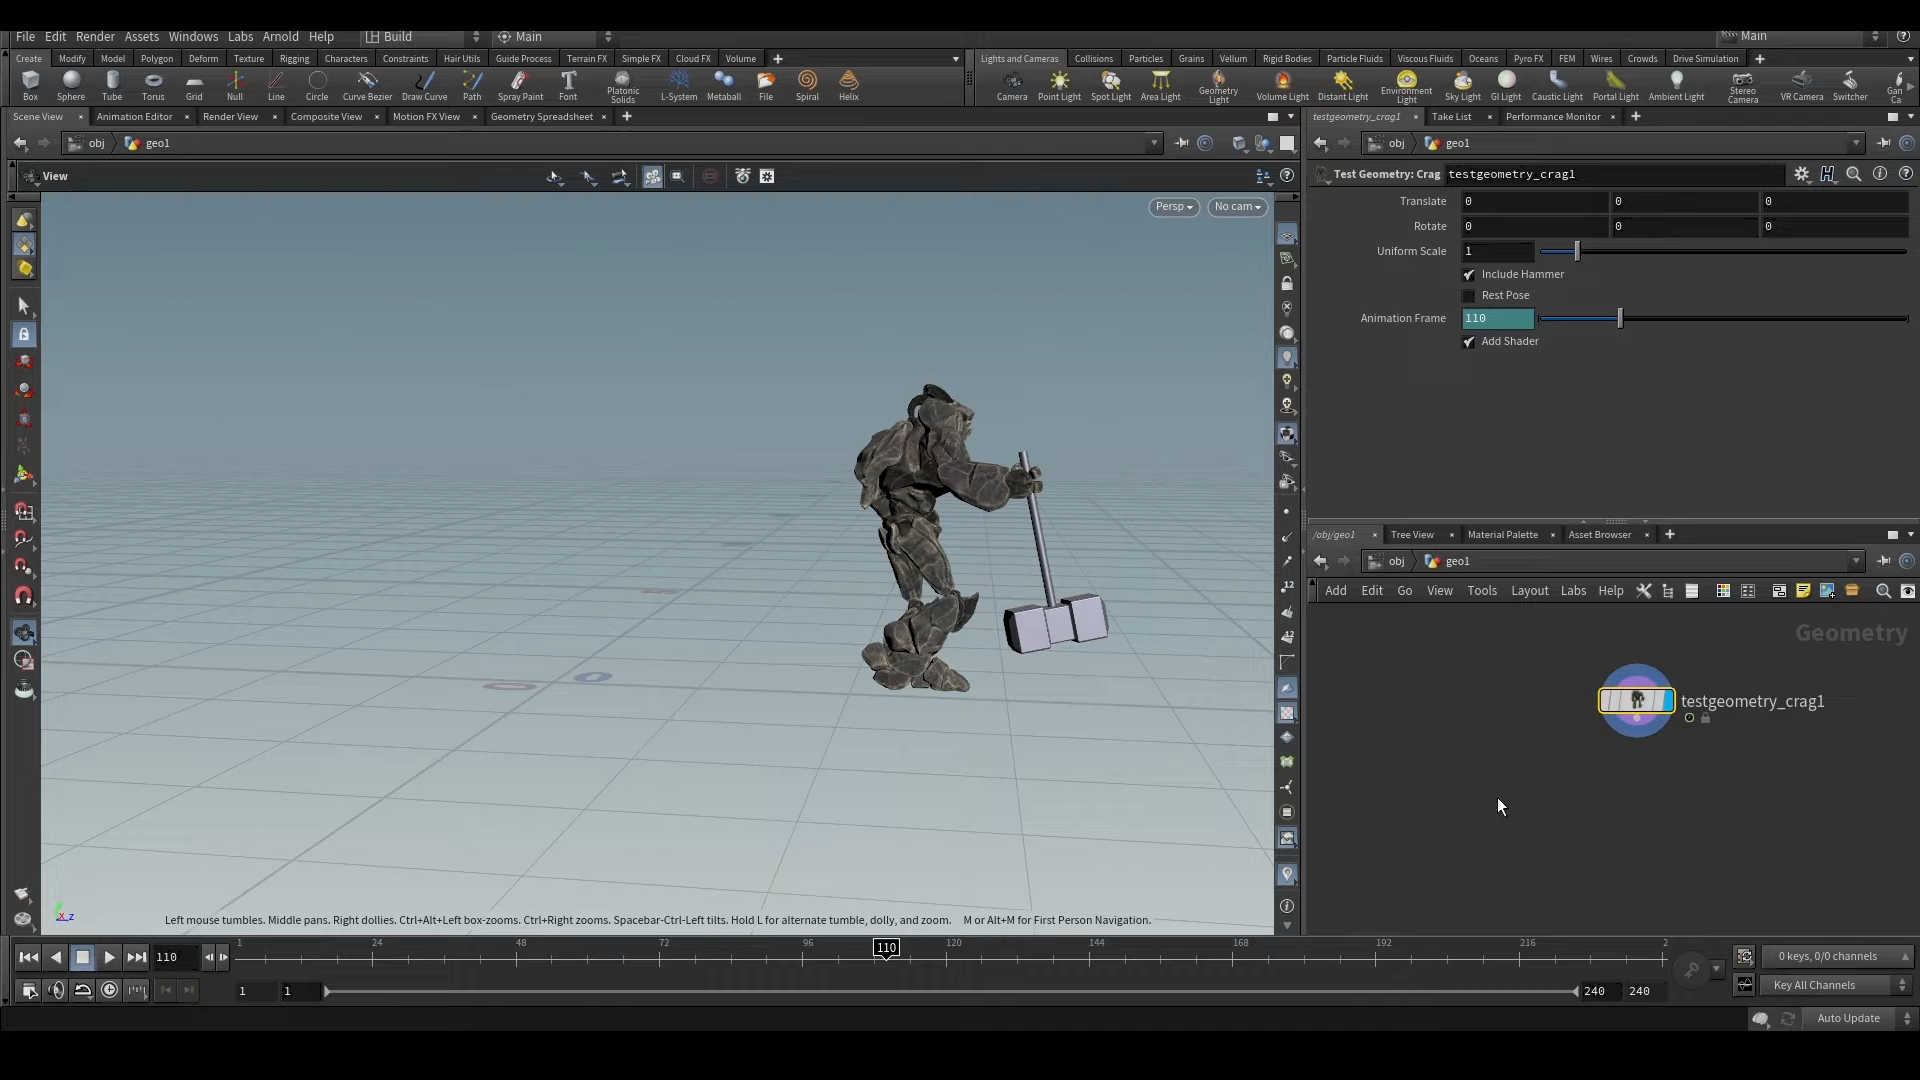 File Edit Render Assets Windows Labs Arnold Help Build Main Main
Create Modify Model Polygon Deform Texture Rigging Characters Constraints Hair Utils Guide Process Terrain FX Simple FX Cloud FX Volume
Lights and Cameras Collisions Particles Grains Vellum Rigid Bodies Particle Fluids Viscous Fluids Oceans Pyro FX FEM Wires Crowds Drive Simulation
Box Sphere Tube Torus Grid Null Line Circle Curve Bezier Draw Curve Path Spray Paint Font Platonic Solids L-System Metaball File Spiral Helix
Camera Point Light Spot Light Area Light Geometry Light Volume Light Distant Light Environment Light Sky Light GI Light Caustic Light Portal Light Ambient Light Stereo Camera VR Camera Switcher Gan Ca
Scene View Animation Editor Render View Composite View Motion FX View Geometry Spreadsheet
testgeometry_crag1 Take List Performance Monitor
obj geo1
obj geo1
View
Test Geometry: Crag testgeometry_crag1
Persp No cam
Translate 0 0 0
Rotate 0 0 0
Uniform Scale 1
Include Hammer
Rest Pose
Animation Frame 110
Add Shader
/obj/geo1 Tree View Material Palette Asset Browser
obj geo1
Add Edit Go View Tools Layout Labs Help
Geometry
testgeometry_crag1
12
12
y
x z
Left mouse tumbles. Middle pans. Right dollies. Ctrl+Alt+Left box-zooms. Ctrl+Right zooms. Spacebar-Ctrl-Left tilts. Hold L for alternate tumble, dolly, and zoom. M or Alt+M for First Person Navigation.
110 1 24 48 72 96 110 120 144 168 192 216 2
0 keys, 0/0 channels
1 1 240 240
Key All Channels
Auto Update